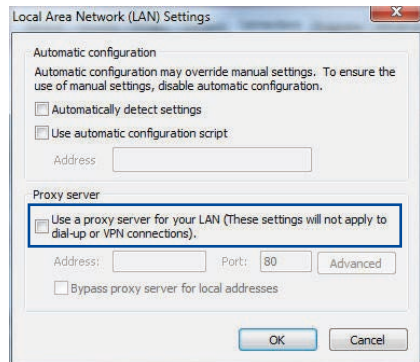 Local Area Network (LAN) Settings
Automatic configuration
Automatic configuration may override manual settings. To ensure the
use of manual settings, disable automatic configuration.
Automatically detect settings
Use automatic configuration script
Address
Proxy server
Use a proxy server for your LAN (These settings will not apply to
dial-up or VPN connections).
Address: Port: 80 Advanced
Bypass proxy server for local addresses
OK Cancel